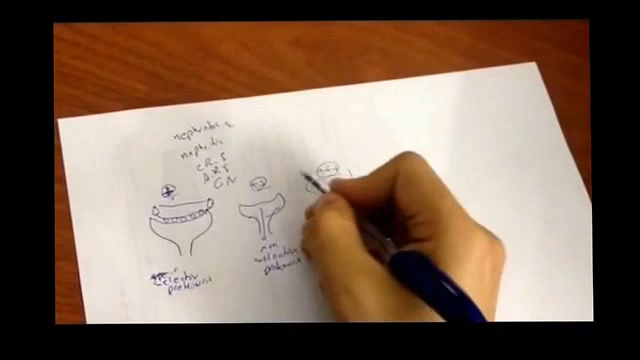 nephrotic &
nephritic
CRF
ARF
GN
+
selective
proteinuria
non
selective
proteinuria